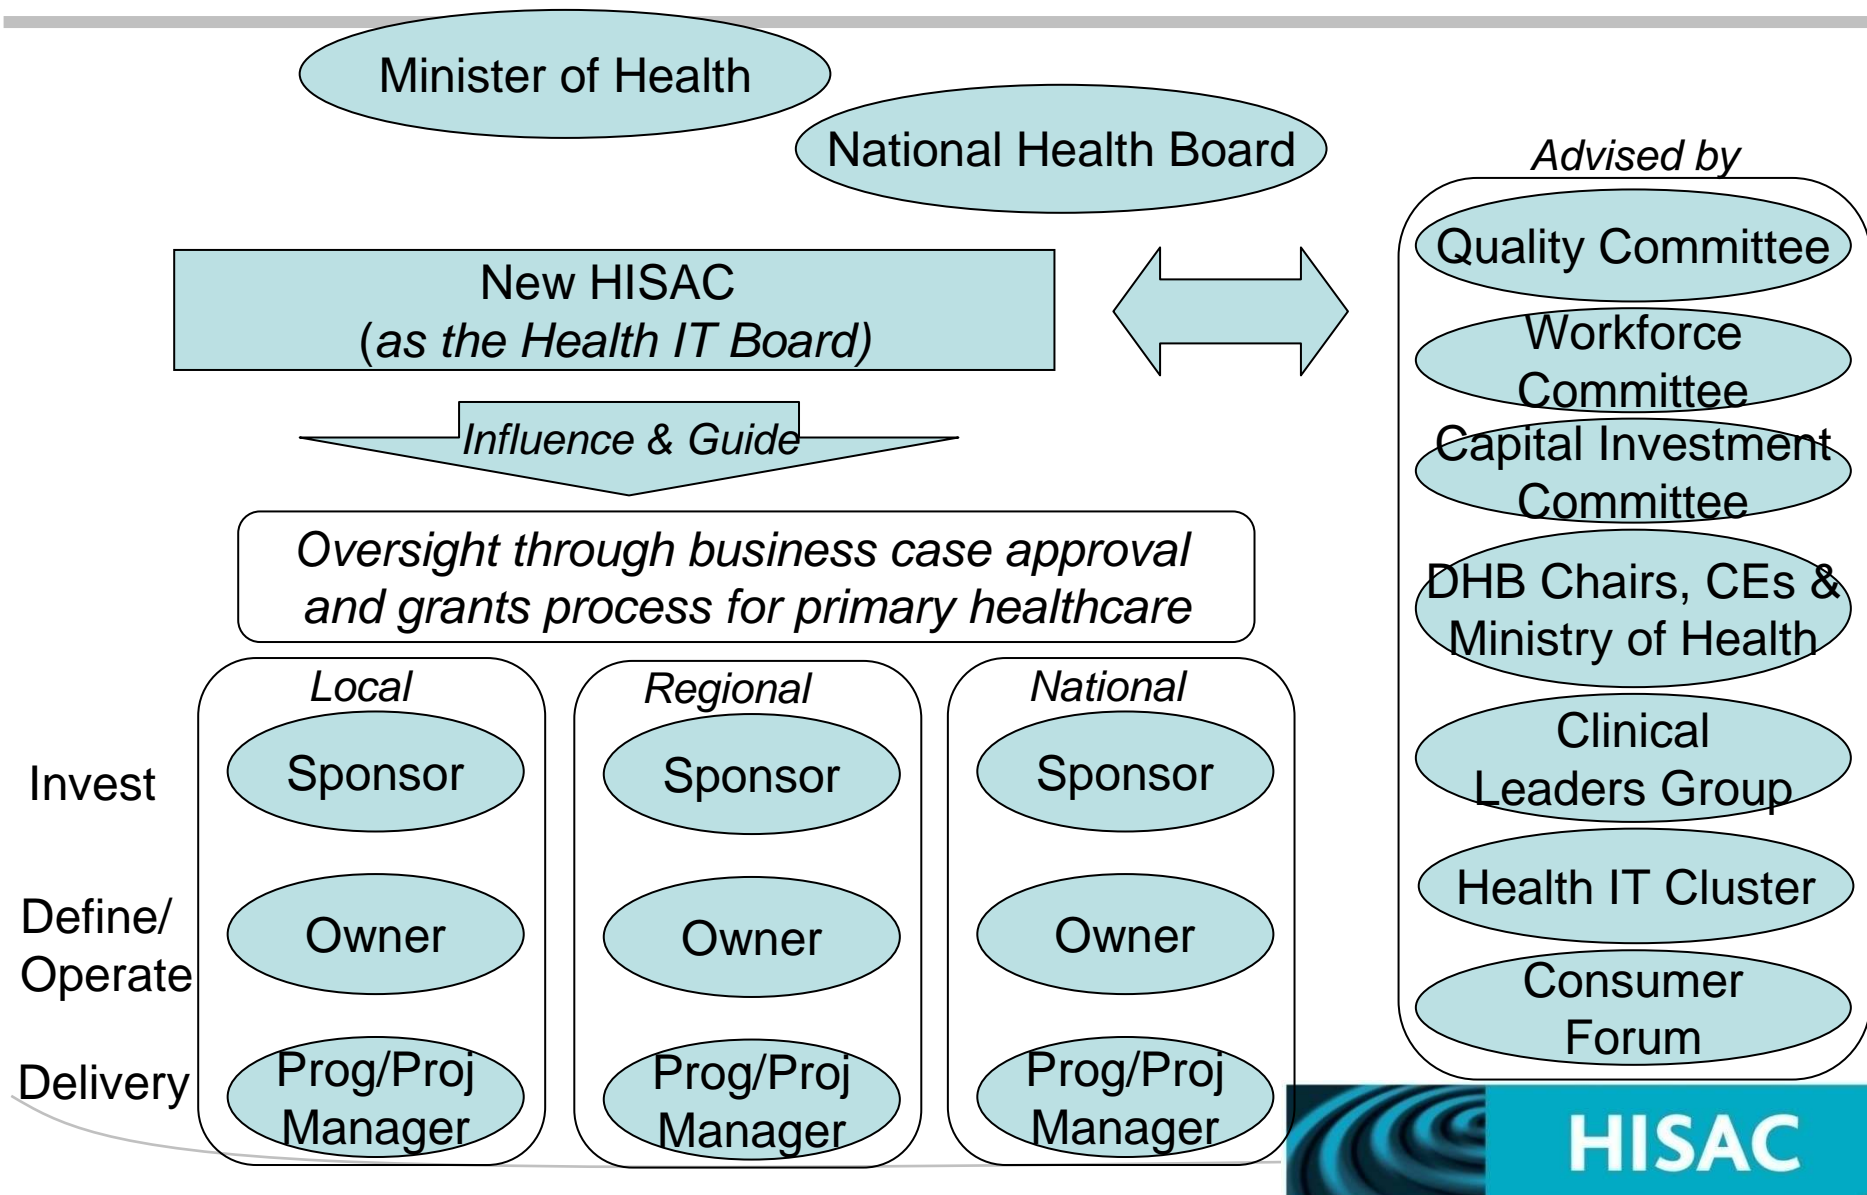 Minister of Health
National Health Board
New HISAC
(as the Health IT Board)
Influence & Guide
Oversight through business case approval
and grants process for primary healthcare
Local
Regional
National
Invest
Sponsor
Sponsor
Sponsor
Define/
Operate
Owner
Owner
Owner
Delivery
Prog/Proj
Manager
Prog/Proj
Manager
Prog/Proj
Manager
Advised by
Quality Committee
Workforce
Committee
Capital Investment
Committee
DHB Chairs, CEs &
Ministry of Health
Clinical
Leaders Group
Health IT Cluster
Consumer
Forum
HISAC